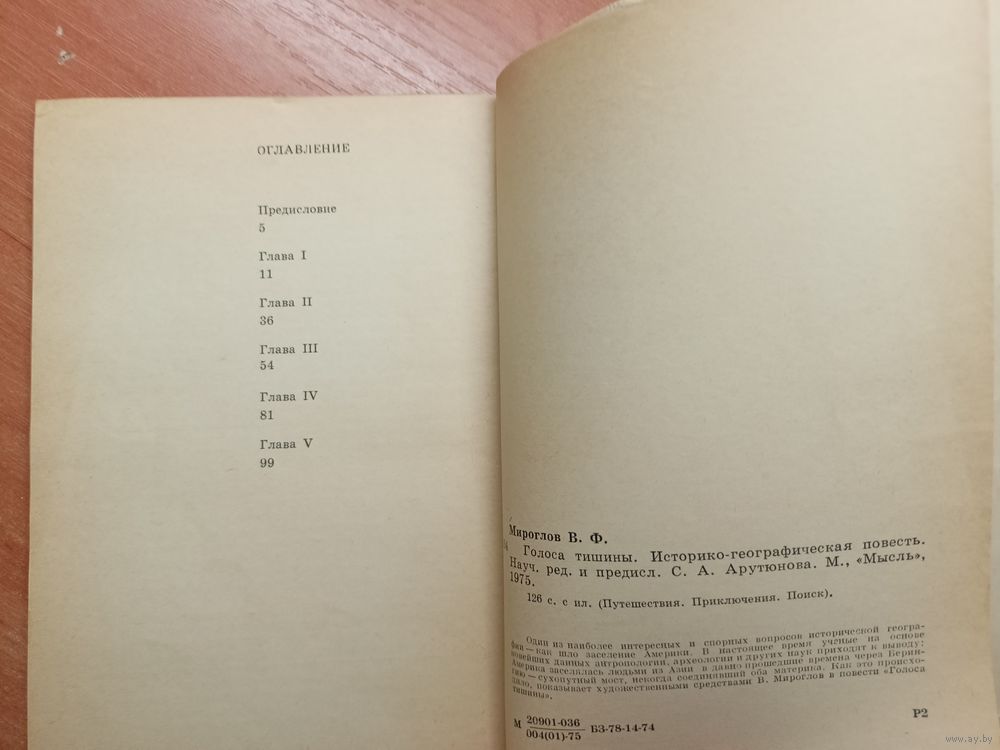 ОГЛАВЛЕНИЕ
Предисловие
5
Глава I
11
Глава II
36
Глава III
54
Глава IV
81
Глава V
99
Мироглов В. Ф.
Голоса тишины. Историко-географическая повесть.
Науч. ред. и предисл. С. А. Арутюнова. М., «Мысль»,
1975.
126 с. с ил. (Путешествия. Приключения. Поиск).
Один из наиболее интересных и спорных вопросов исторической геогра-
фии — как шло заселение Америки. В настоящее время ученые на основе
новейших данных антропологии, археологии и других наук приходят к выводу:
Америка заселялась людьми из Азии в давно прошедшие времена через Берин-
гию — сухопутный мост, некогда соединявший оба материка. Как это происхо-
дило, показывает художественными средствами В. Мироглов в повести «Голоса
тишины».
М 20901-036 БЗ-78-14-74
004(01)-75
Р2
www.ay.by